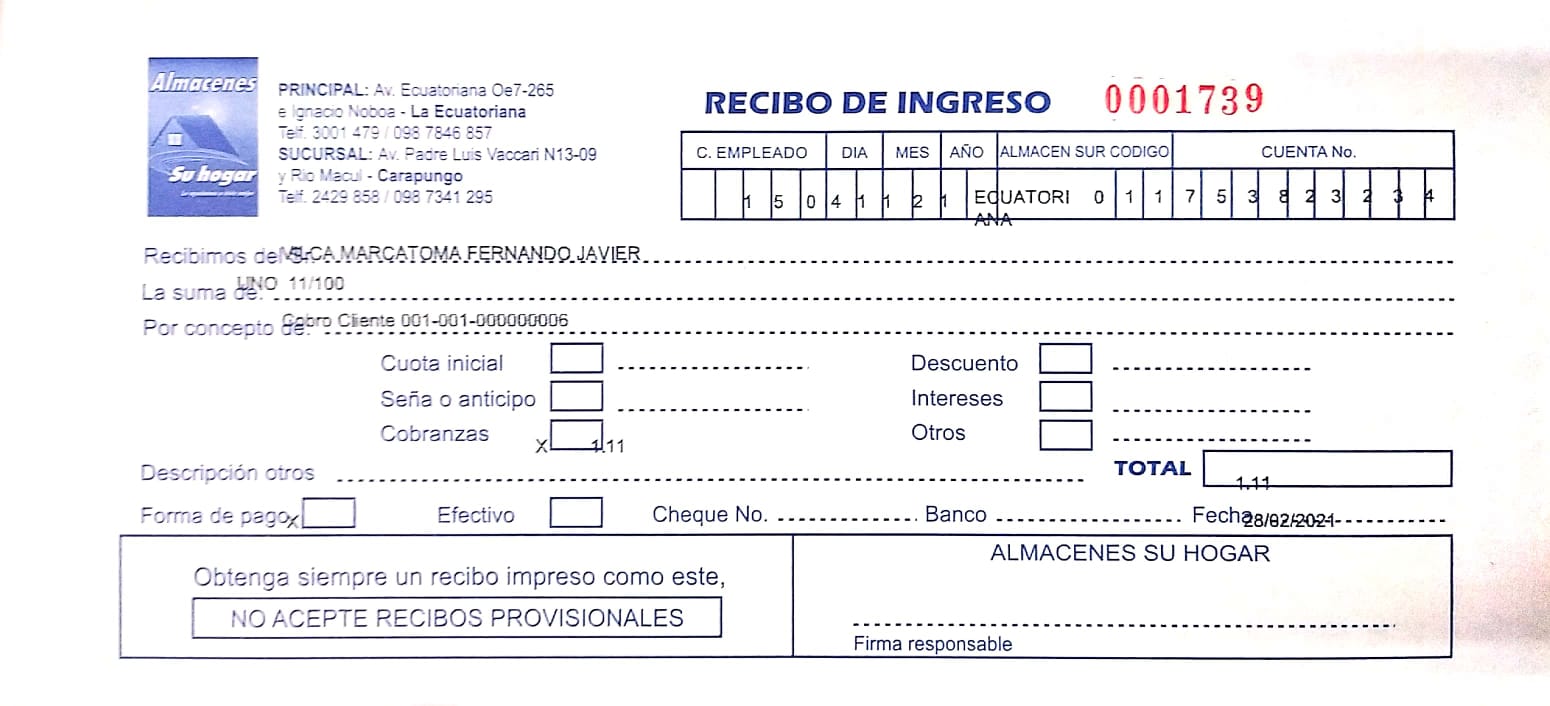 Almacenes
Su hogar
PRINCIPAL: Av. Ecuatoriana Oe7-265
e Ignacio Noboa - La Ecuatoriana
Telf. 3001 479 / 098 7846 857
SUCURSAL: Av. Padre Luis Vaccari N13-09
y Rio Macul - Carapungo
Telf. 2429 858 / 098 7341 295
RECIBO DE INGRESO 0001739
C. EMPLEADO DIA MES AÑO ALMACEN SUR CODIGO CUENTA No.
1 5 0 4 1 1 2 1 ECUATORI 0 1 1 7 5 3 8 2 3 2 3 4
ANA
Recibimos de MARCATOMA FERNANDO JAVIER
La suma de: UNO 11/100
Por concepto de: Cobro Cliente 001-001-000000006
Cuota inicial Descuento
Seña o anticipo Intereses
Cobranzas X 1.11 Otros
Descripción otros TOTAL 1.11
Forma de pago x Efectivo Cheque No. Banco Fecha 28/02/2021
Obtenga siempre un recibo impreso como este,
NO ACEPTE RECIBOS PROVISIONALES
ALMACENES SU HOGAR
Firma responsable